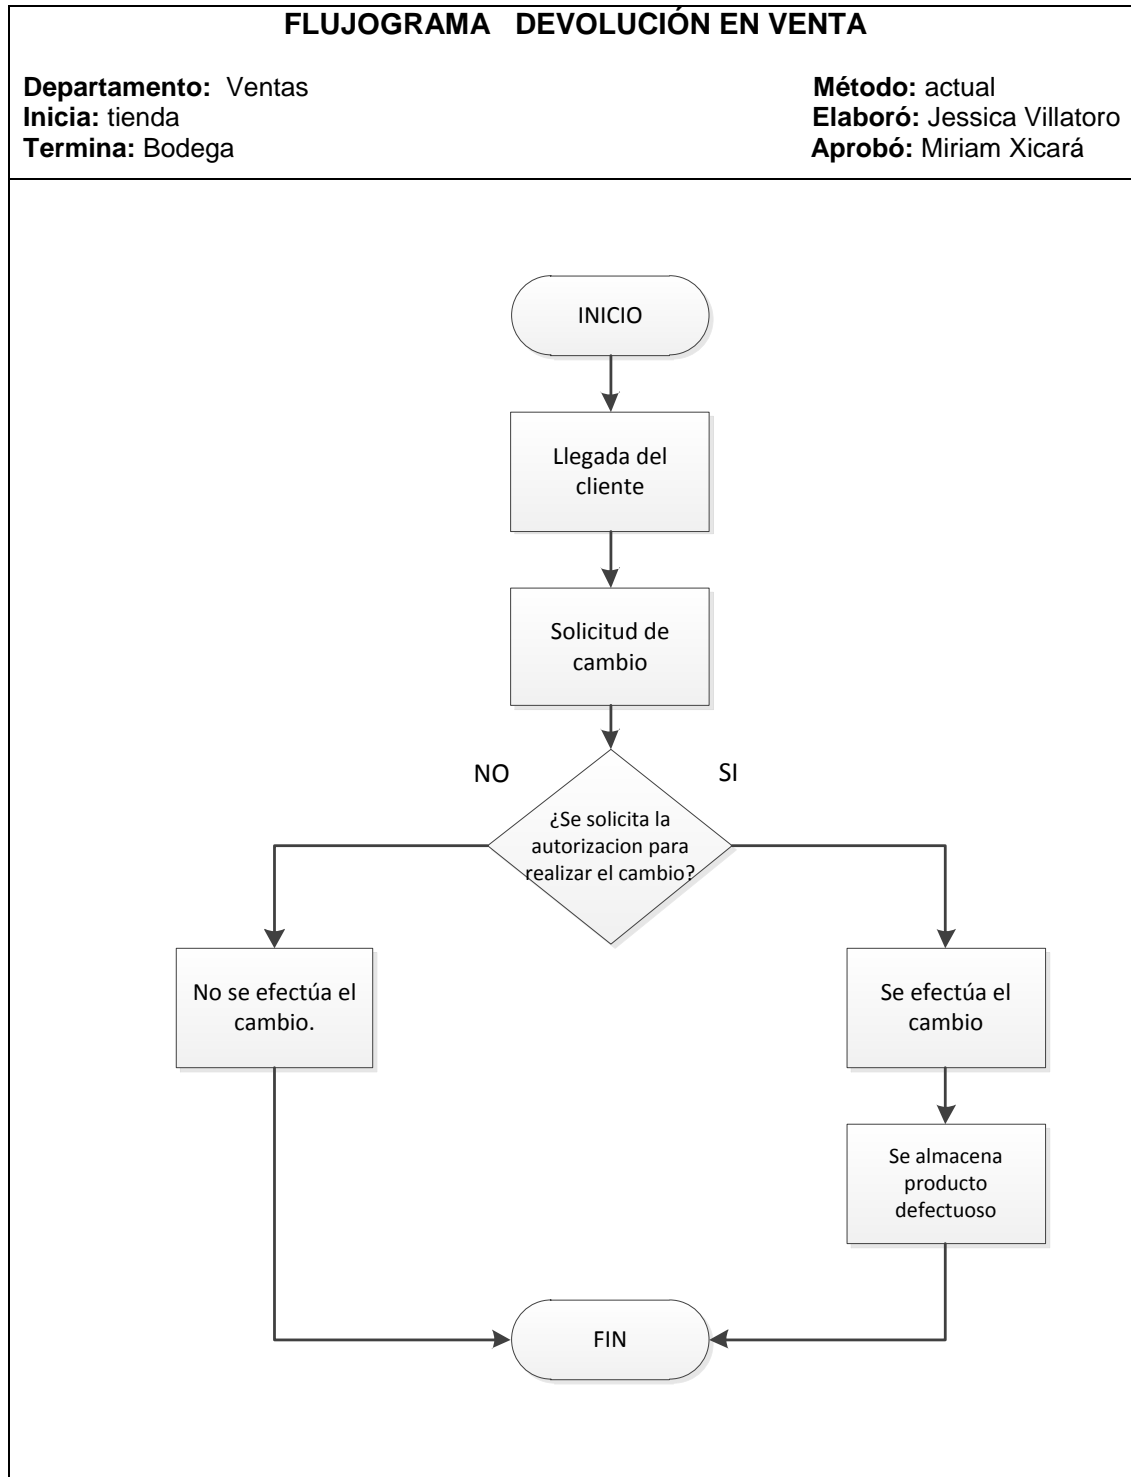 FLUJOGRAMA DEVOLUCIÓN EN VENTA
Departamento: Ventas
Método: actual
Inicia: tienda
Elaboró: Jessica Villatoro
Termina: Bodega
Aprobó: Miriam Xicará
INICIO
Llegada del
cliente
Solicitud de
cambio
NO
SI
¿Se solicita la
autorizacion para
realizar el cambio?
No se efectúa el
cambio.
Se efectúa el
cambio
Se almacena
producto
defectuoso
FIN